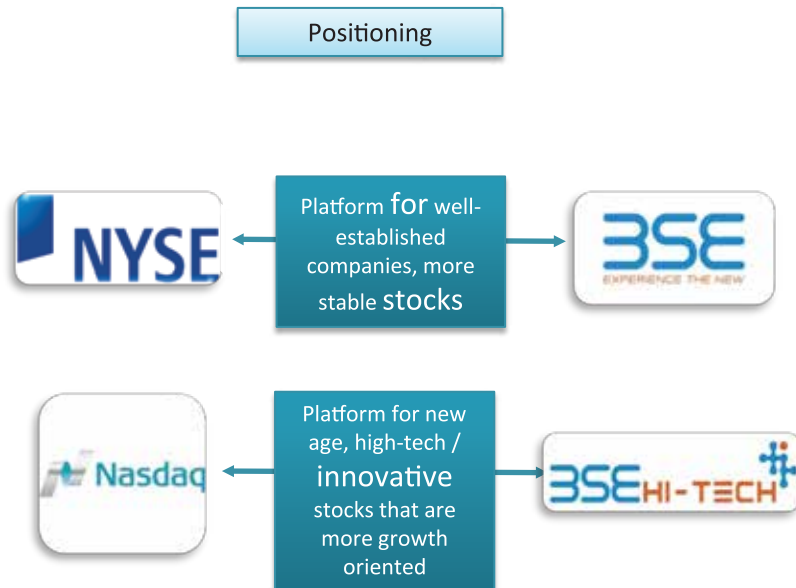 Positioning
NYSE
Platform for well-
established
companies, more
stable stocks
BSE
EXPERIENCE THE NEW
Nasdaq
Platform for new
age, high-tech /
innovative
stocks that are
more growth
oriented
BSE HI-TECH